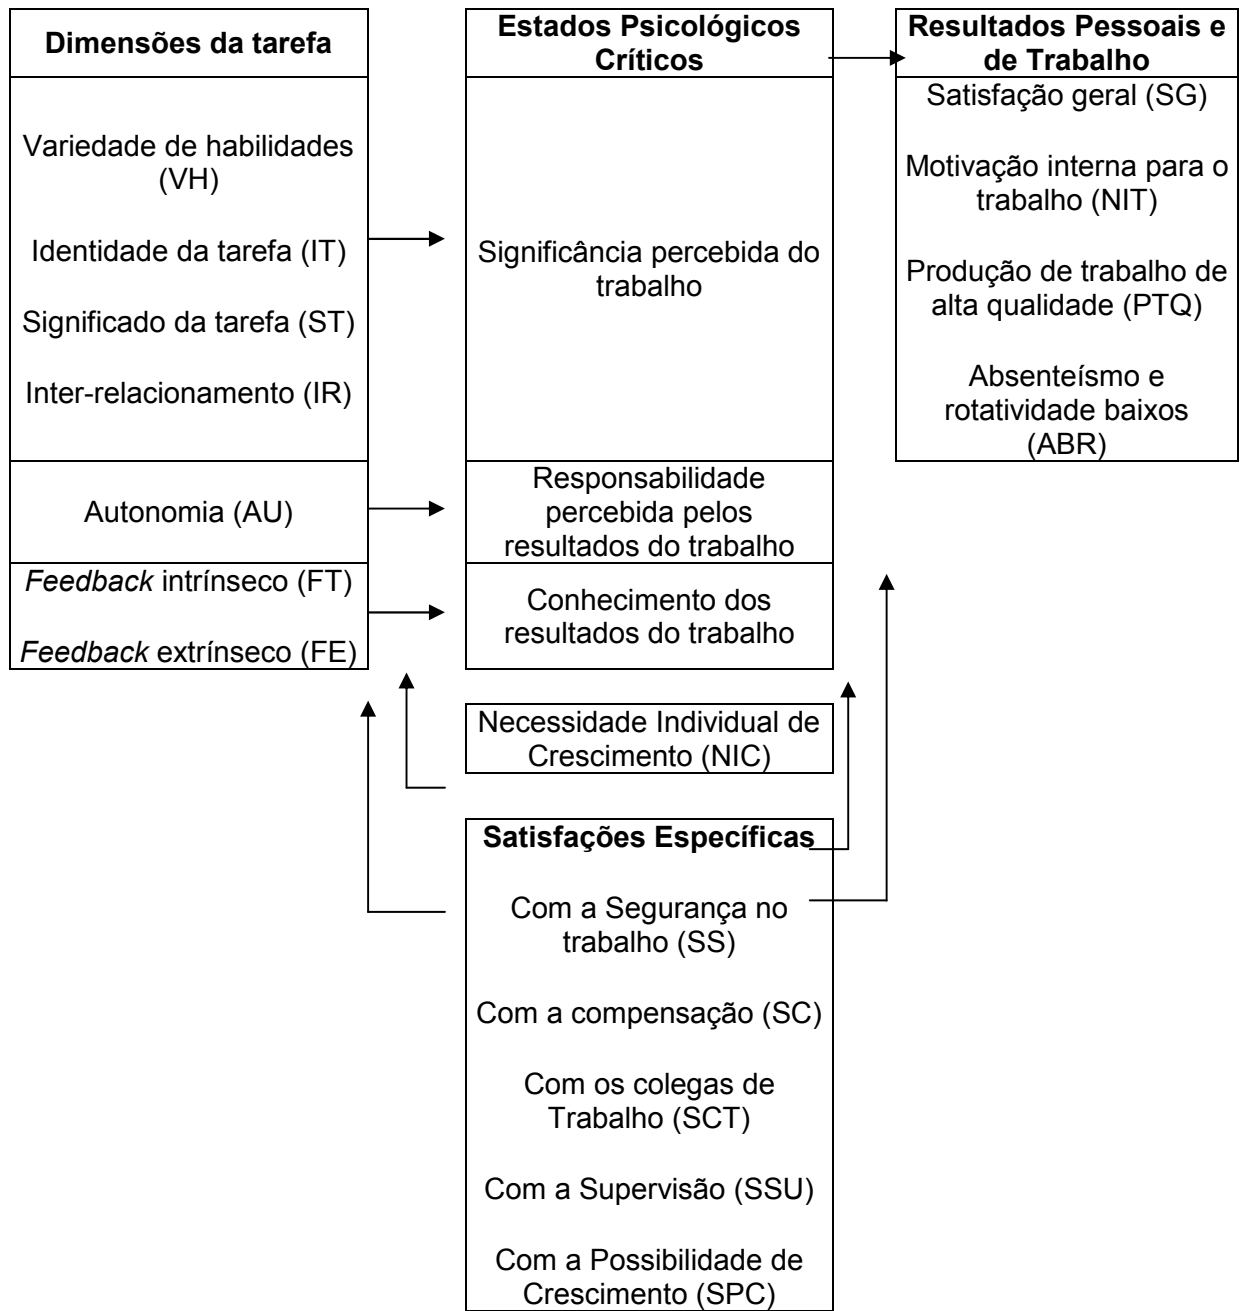 Dimensões da tarefa
Variedade de habilidades
(VH)
Identidade da tarefa (IT)
Significado da tarefa (ST)
Inter-relacionamento (IR)
Autonomia (AU)
Feedback intrínseco (FT)
Feedback extrínseco (FE)
Estados Psicológicos
Críticos
Significância percebida do
trabalho
Responsabilidade
percebida pelos
resultados do trabalho
Conhecimento dos
resultados do trabalho
Resultados Pessoais e
de Trabalho
Satisfação geral (SG)
Motivação interna para o
trabalho (NIT)
Produção de trabalho de
alta qualidade (PTQ)
Absenteísmo e
rotatividade baixos
(ABR)
Necessidade Individual de
Crescimento (NIC)
Satisfações Específicas
Com a Segurança no
trabalho (SS)
Com a compensação (SC)
Com os colegas de
Trabalho (SCT)
Com a Supervisão (SSU)
Com a Possibilidade de
Crescimento (SPC)